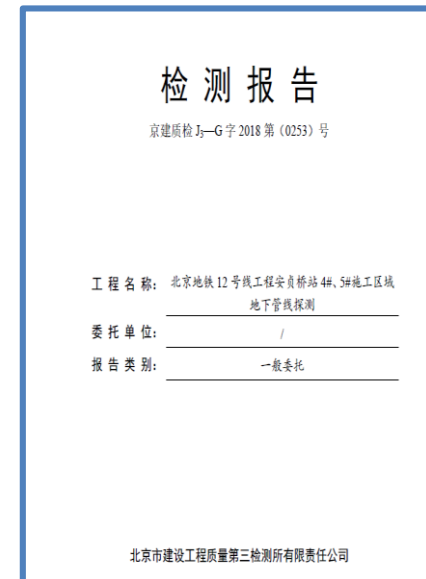 检测报告
京建质检J₃—G字2018第（0253）号
工程名称：北京地铁12号线工程安贞桥站4#、5#施工区域
地下管线探测
委托单位：/
报告类别：一般委托
北京市建设工程质量第三检测所有限责任公司